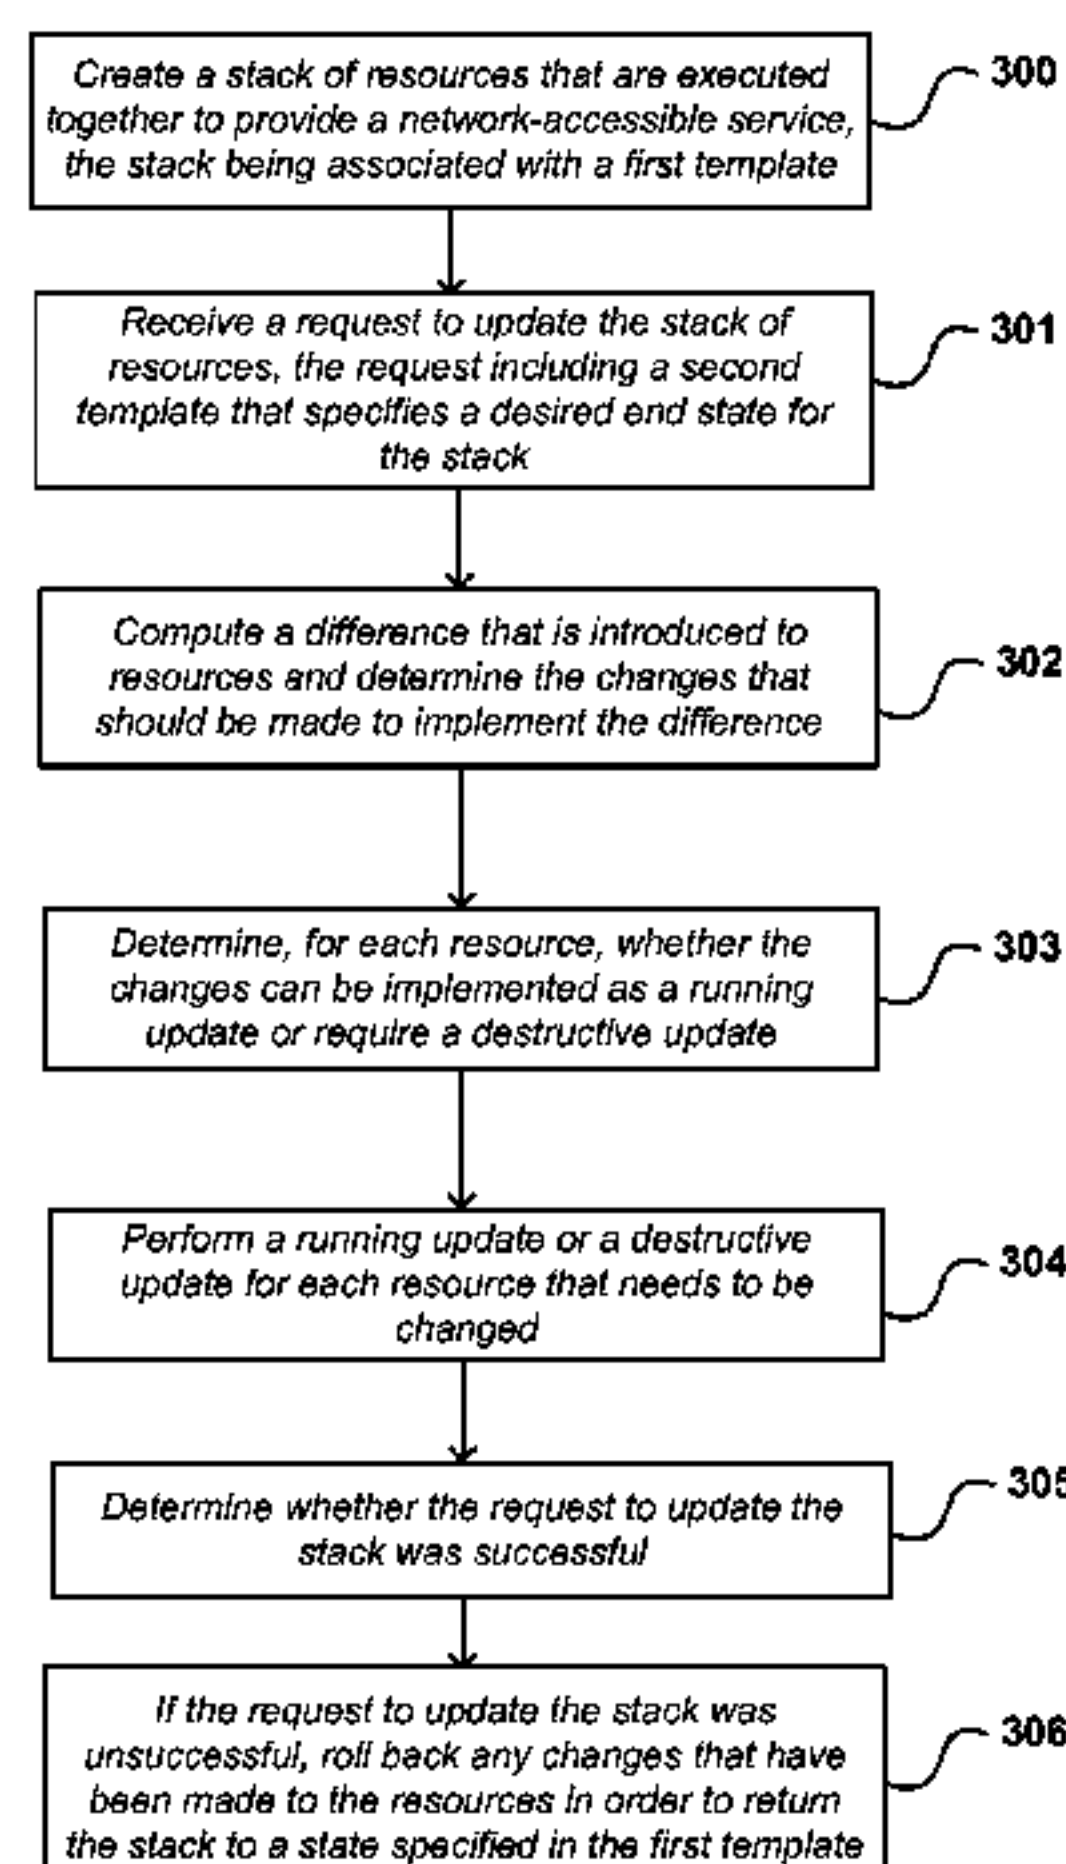 Create a stack of resources that are executed
together to provide a network-accessible service,
the stack being associated with a first template
300
Receive a request to update the stack of
resources, the request including a second
template that specifies a desired end state for
the stack
301
Compute a difference that is introduced to
resources and determine the changes that
should be made to implement the difference
302
Determine, for each resource, whether the
changes can be implemented as a running
update or require a destructive update
303
Perform a running update or a destructive
update for each resource that needs to be
changed
304
Determine whether the request to update the
stack was successful
305
If the request to update the stack was
unsuccessful, roll back any changes that have
been made to the resources in order to return
the stack to a state specified in the first template
306